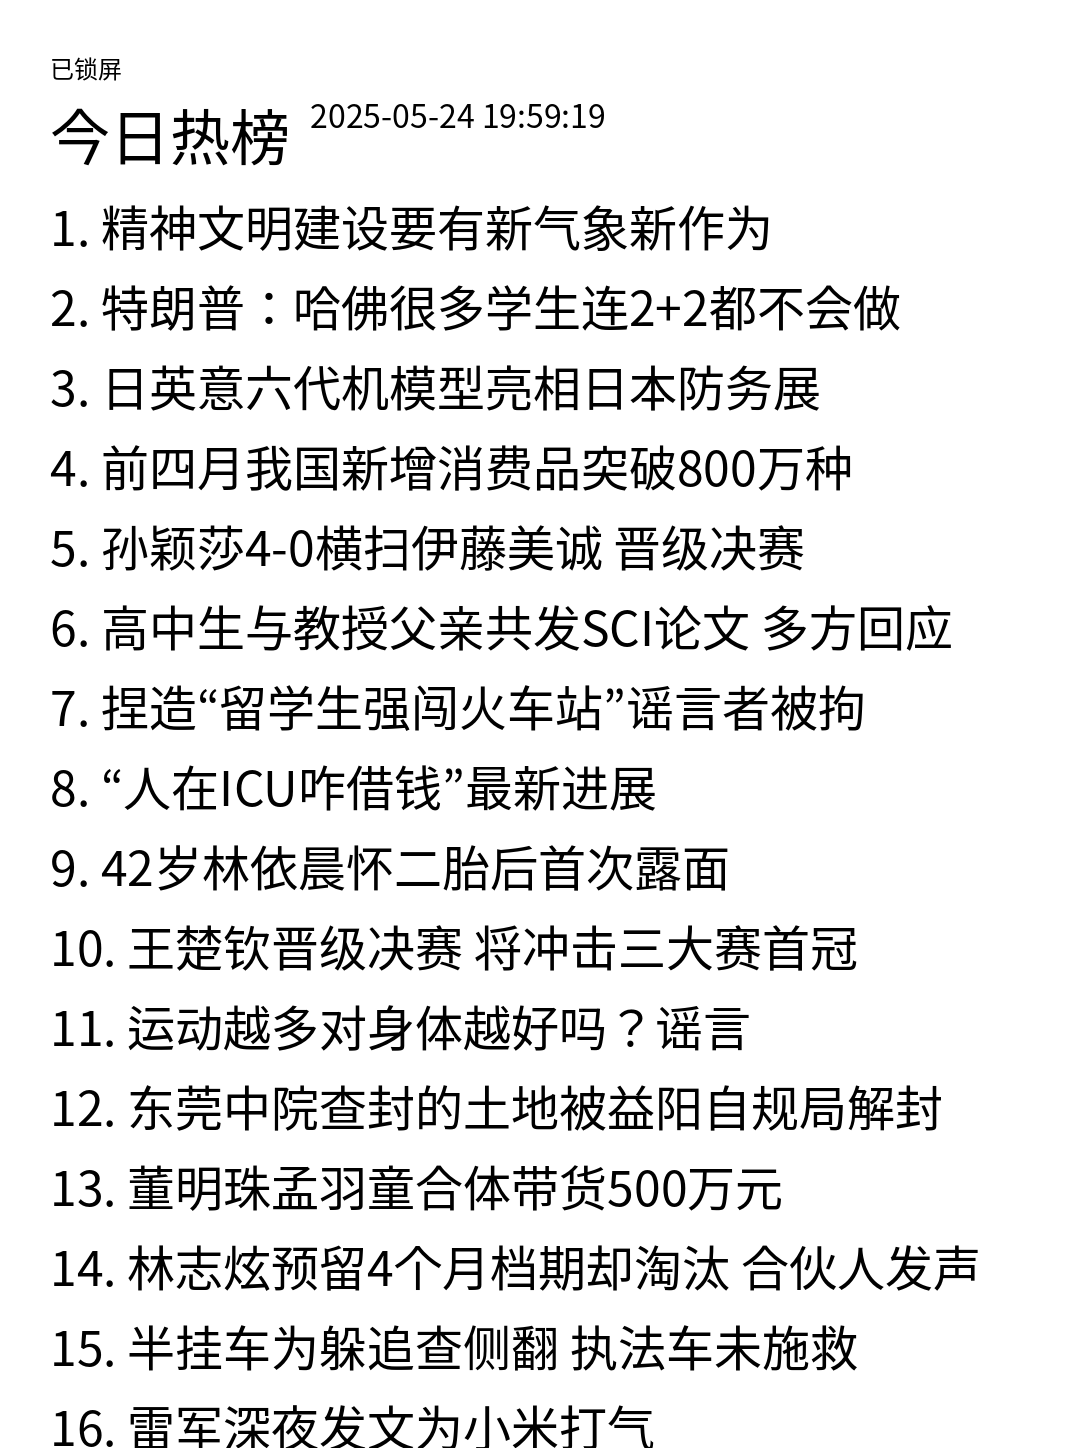 已锁屏
今日热榜 2025-05-24 19:59:19
1. 精神文明建设要有新气象新作为
2. 特朗普：哈佛很多学生连2+2都不会做
3. 日英意六代机模型亮相日本防务展
4. 前四月我国新增消费品突破800万种
5. 孙颖莎4-0横扫伊藤美诚 晋级决赛
6. 高中生与教授父亲共发SCI论文 多方回应
7. 捏造“留学生强闯火车站”谣言者被拘
8. “人在ICU咋借钱”最新进展
9. 42岁林依晨怀二胎后首次露面
10. 王楚钦晋级决赛 将冲击三大赛首冠
11. 运动越多对身体越好吗？谣言
12. 东莞中院查封的土地被益阳自规局解封
13. 董明珠孟羽童合体带货500万元
14. 林志炫预留4个月档期却淘汰 合伙人发声
15. 半挂车为躲追查侧翻 执法车未施救
16. 雷军深夜发文为小米打气